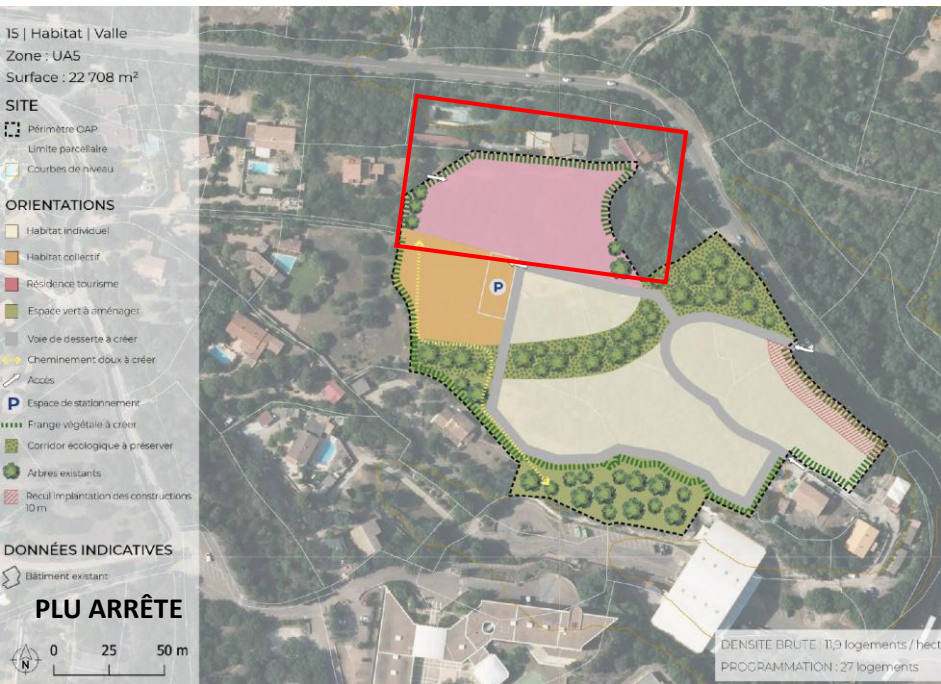 15 | Habitat | Valle
Zone : UA5
Surface : 22 708 m²
SITE
Périmètre OAP
Limite parcellaire
Courbes de niveau
ORIENTATIONS
Habitat individuel
Habitat collectif
Résidence tourisme
Espace vert à aménager
Voie de desserte à créer
Cheminement doux à créer
Accès
P Espace de stationnement
Frange végétale à créer
Corridor écologique à préserver
Arbres existants
Recul implantation des constructions
10 m
DONNÉES INDICATIVES
Bâtiment existant
PLU ARRÊTE
N 0 25 50 m
P
DENSITE BRUTE : 11,9 logements / hect
PROGRAMMATION : 27 logements